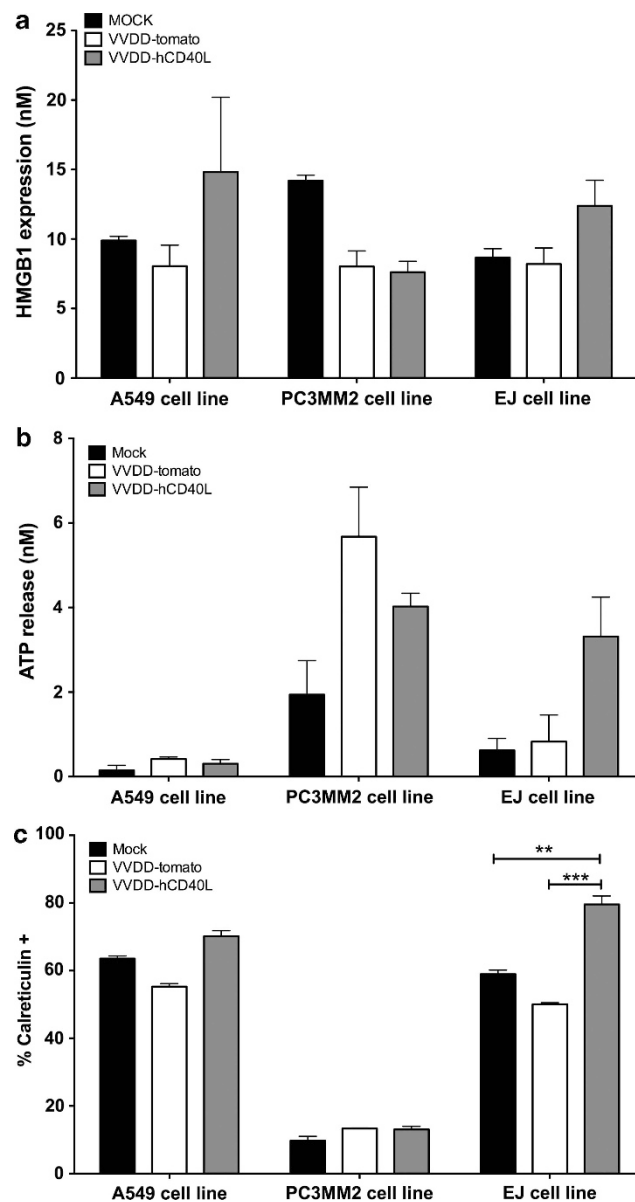 a
MOCK
VVDD-tomato
VVDD-hCD40L
HMGB1 expression (nM)
25
20
15
10
5
0
A549 cell line PC3MM2 cell line EJ cell line
b
Mock
VVDD-tomato
VVDD-hCD40L
ATP release (nM)
8
6
4
2
0
A549 cell line PC3MM2 cell line EJ cell line
c
Mock
VVDD-tomato
VVDD-hCD40L
% Calreticulin +
100
80
60
40
20
0
**
***
A549 cell line PC3MM2 cell line EJ cell line